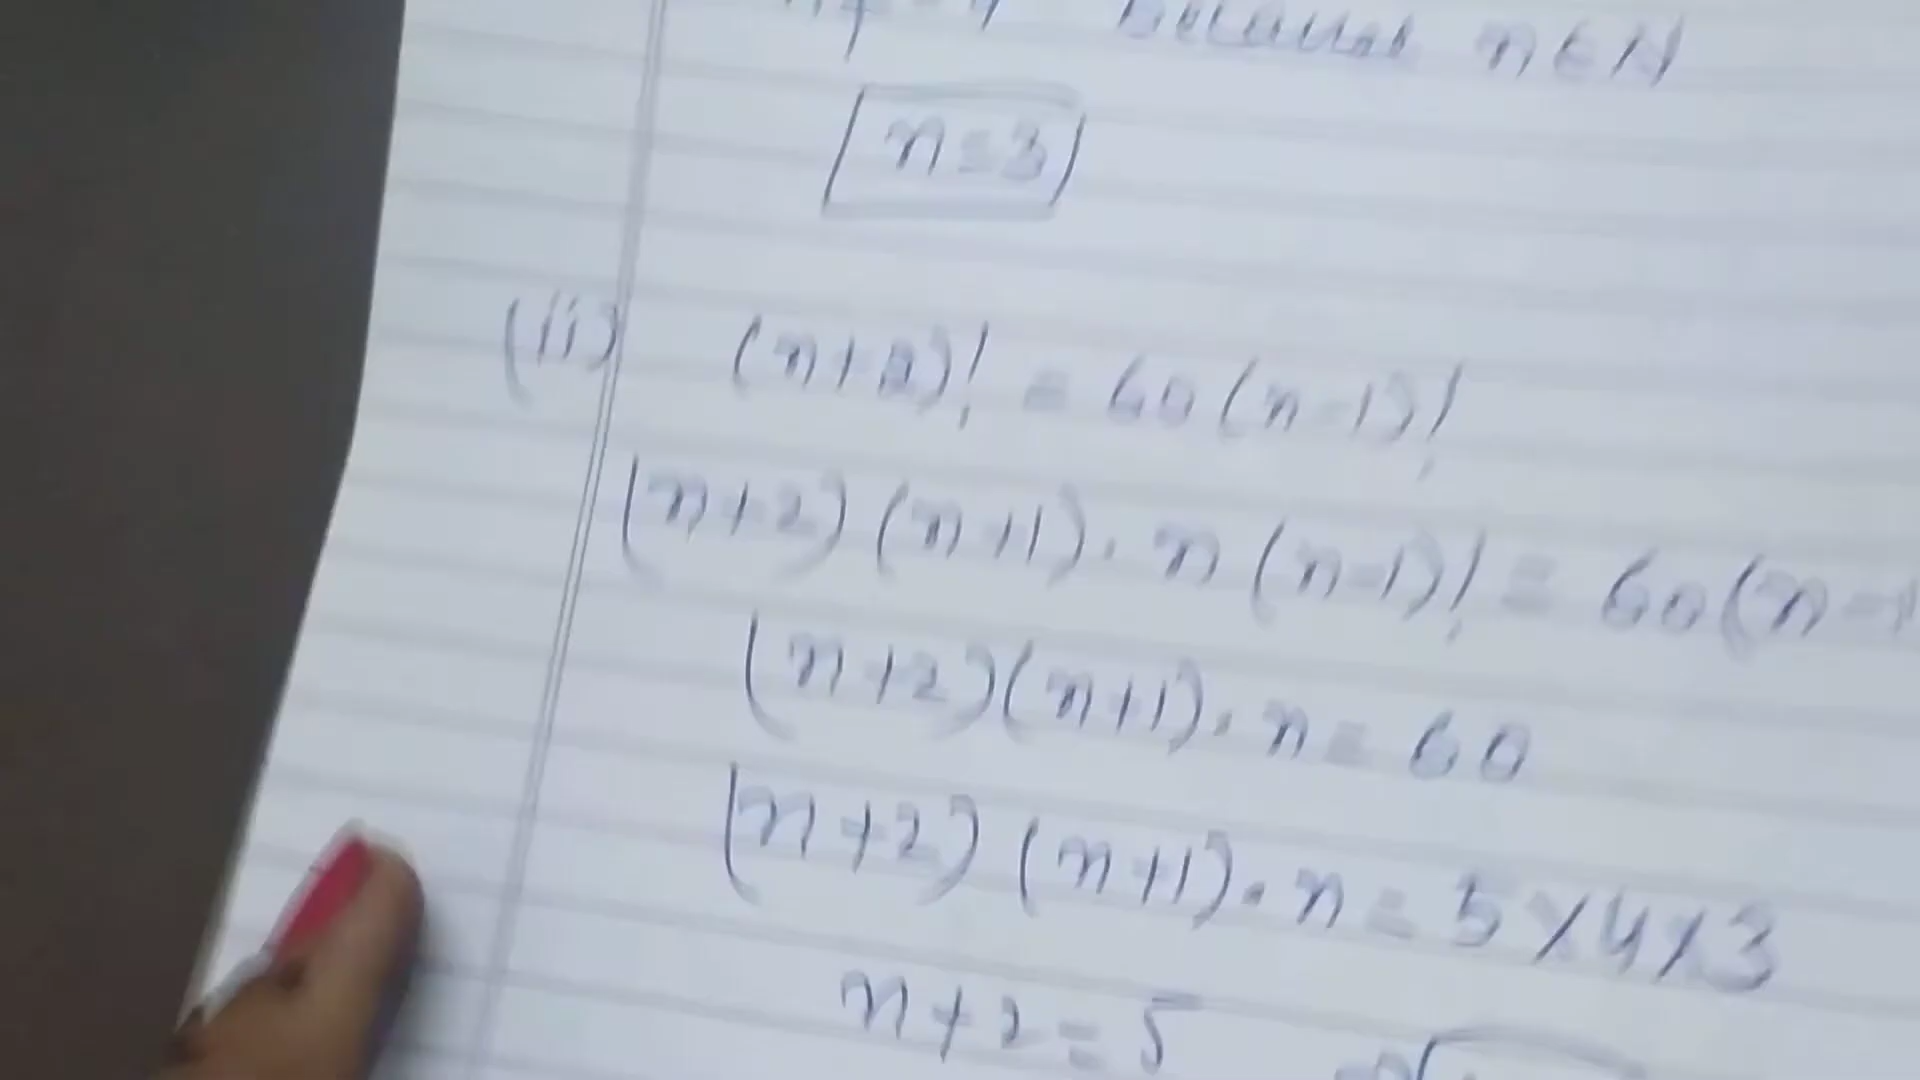 because n ∈ N
n = 3
(ii) (n+2)! = 60(n-1)!
(n+2)(n+1).n(n-1)! = 60(n-1
(n+2)(n+1).n = 60
(n+2)(n+1).n = 5×4×3
n+2=5